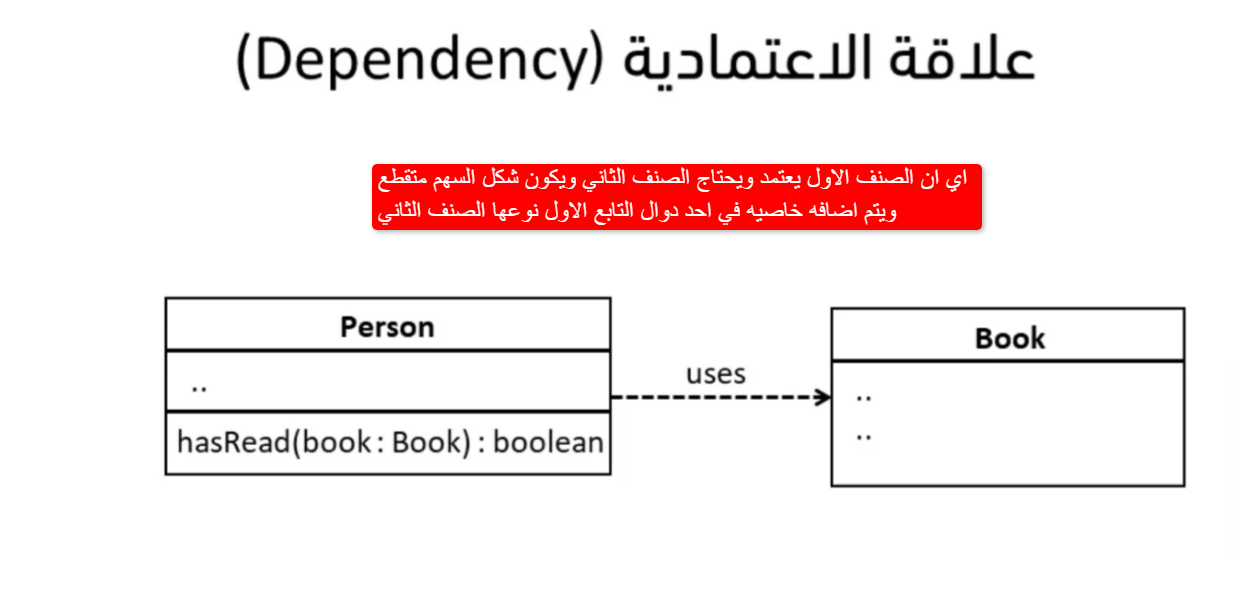 علاقة الاعتمادية (Dependency)
اي ان الصنف الاول يعتمد ويحتاج الصنف الثاني ويكون شكل السهم متقطع
ويتم اضافه خاصيه في احد دوال التابع الاول نوعها الصنف الثاني
Person
..
hasRead(book : Book) : boolean
uses
Book
..
..